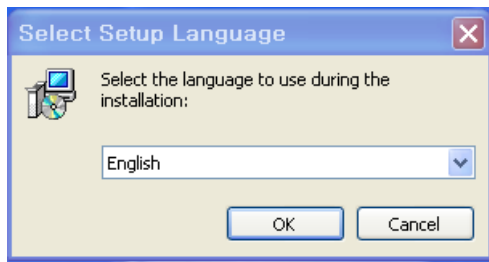 Select Setup Language
Select the language to use during the
installation:
English
OK
Cancel